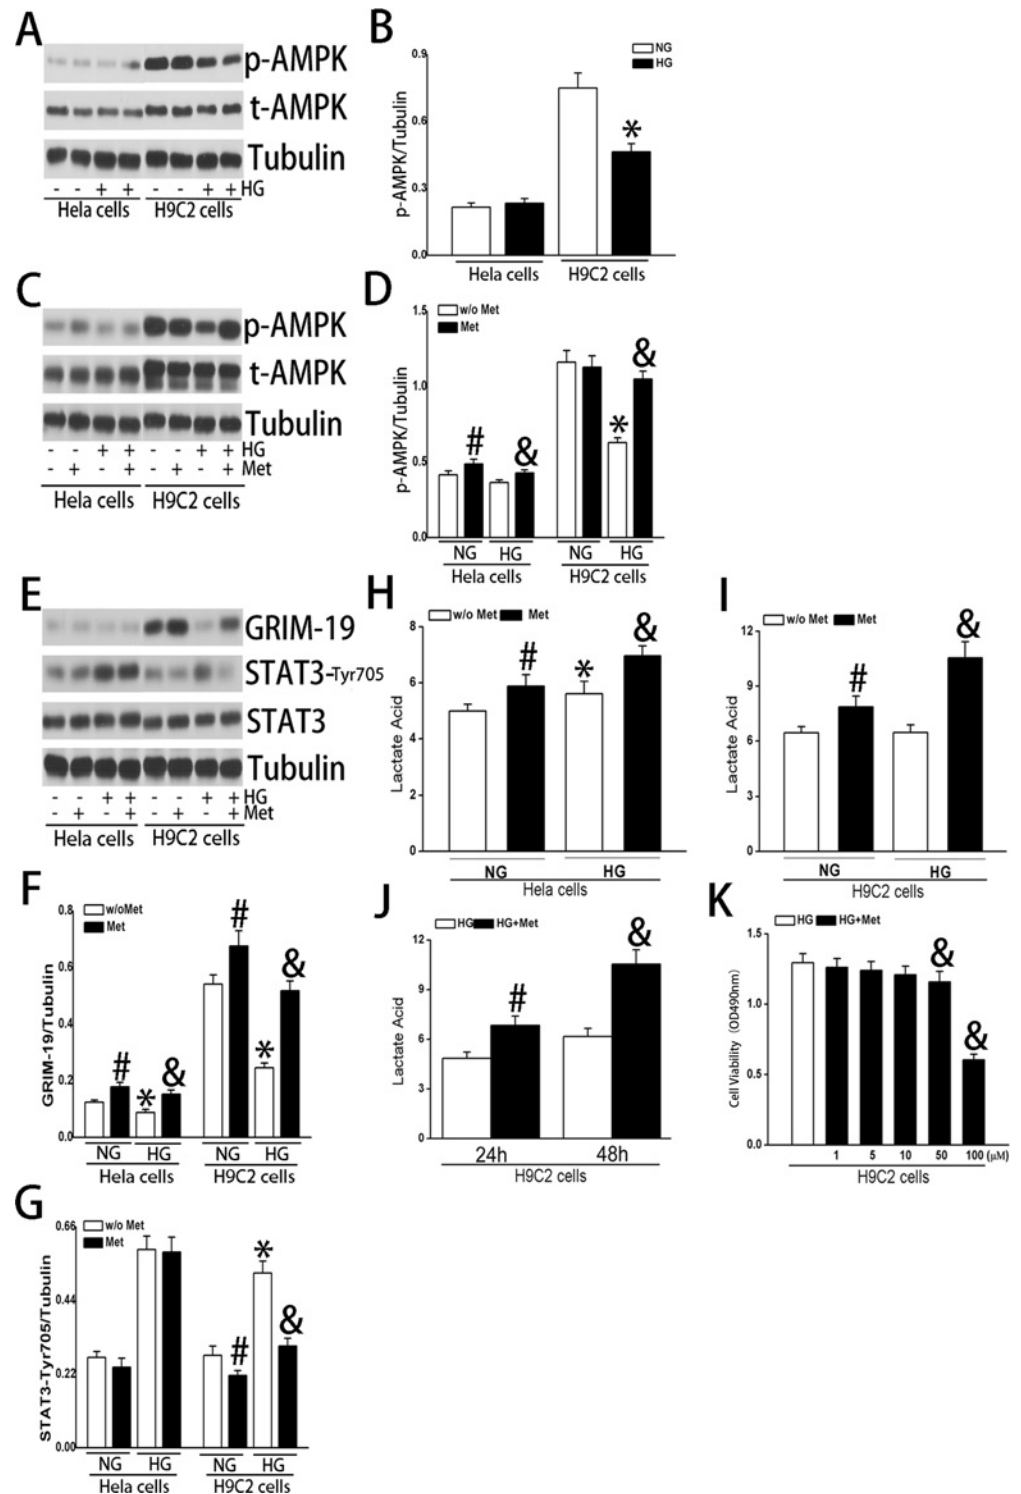 A
p-AMPK
t-AMPK
Tubulin
- - + + - - + + HG
Hela cells H9C2 cells
B
NG
HG
p-AMPK/Tubulin
0.9
0.6
0.3
0.0
*
Hela cells H9C2 cells
C
p-AMPK
t-AMPK
Tubulin
- - + + - - + + HG
- + - + - + - + Met
Hela cells H9C2 cells
D
w/o Met
Met
p-AMPK/Tubulin
1.5
1.0
0.5
0.0
# & * &
NG HG NG HG
Hela cells H9C2 cells
E
GRIM-19
STAT3-Tyr705
STAT3
Tubulin
- - + + - - + + HG
- + - + - + - + Met
Hela cells H9C2 cells
H
w/o Met Met
Lactate Acid
8
6
4
2
0
# * &
NG HG
Hela cells
I
w/o Met Met
Lactate Acid
12
9
6
3
0
# &
NG HG
H9C2 cells
F
w/oMet
Met
GRIM-19/Tubulin
0.8
0.6
0.4
0.2
0.0
# * & # * &
NG HG NG HG
Hela cells H9C2 cells
J
HG HG+Met
Lactate Acid
12
9
6
3
0
# &
24h 48h
H9C2 cells
K
HG HG+Met
Cell Viability (OD490nm)
1.5
1.0
0.5
0.0
& &
1 5 10 50 100 (μM)
H9C2 cells
G
w/o Met
Met
STAT3-Tyr705/Tubulin
0.66
0.44
0.22
0.00
# * &
NG HG NG HG
Hela cells H9C2 cells